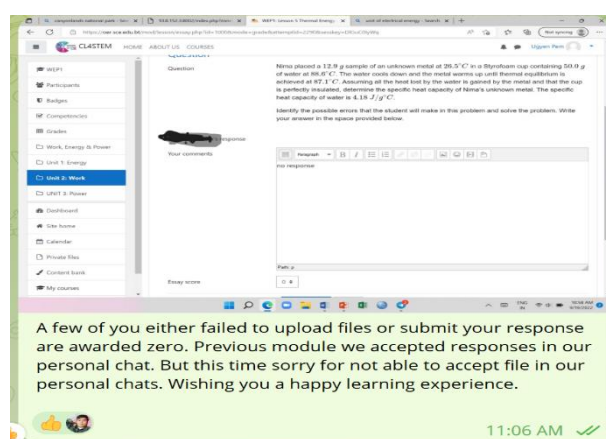 CL4STEM HOME ABOUT US COURSES
WEP1
Participants
Badges
Competencies
Grades
Work, Energy & Power
Unit 1: Energy
Unit 2: Work
UNIT 3: Power
Dashboard
Site home
Calendar
Private files
Content bank
My courses
Question
Question
Nima placed a 12.9 g sample of an unknown metal at 26.5°C in a Styrofoam cup containing 50.0 g
of water at 88.6°C. The water cools down and the metal warms up until thermal equilibrium is
achieved at 87.1°C. Assuming all the heat lost by the water is gained by the metal and that the cup
is perfectly insulated, determine the specific heat capacity of Nima's unknown metal. The specific
heat capacity of water is 4.18 J/g°C.
Identify the possible errors that the student will make in this problem and solve the problem. Write
your answer in the space provided below.
response
Your comments
Paragraph
no response
Path: p
Essay score
0
A few of you either failed to upload files or submit your response
are awarded zero. Previous module we accepted responses in our
personal chat. But this time sorry for not able to accept file in our
personal chats. Wishing you a happy learning experience.
11:06 AM